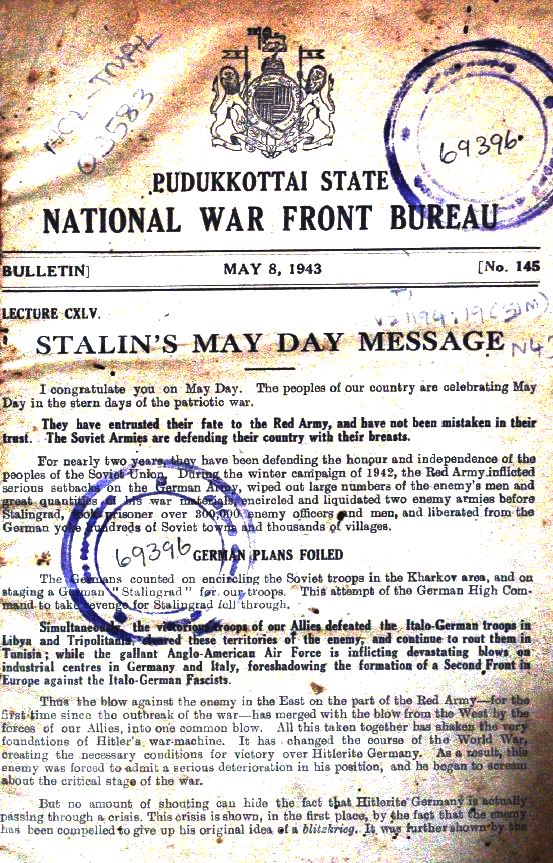 69396
PUDUKKOTTAI STATE
NATIONAL WAR FRONT BUREAU
BULLETIN]
MAY 8, 1943
[No. 145
LECTURE CXLV.
STALIN'S MAY DAY MESSAGE
I congratulate you on May Day. The peoples of our country are celebrating May
Day in the stern days of the patriotic war.
They have entrusted their fate to the Red Army, and have not been mistaken in their
trust. The Soviet Armies are defending their country with their breasts.
For nearly two years, they have been defending the honour and independence of the
peoples of the Soviet Union. During the winter campaign of 1942, the Red Army inflicted
serious setbacks on the German Army, wiped out large numbers of the enemy's men and
great quantities of his war materials, encircled and liquidated two enemy armies before
Stalingrad, took prisoner over 300,000 enemy officers and men, and liberated from the
German yoke hundreds of Soviet towns and thousands of villages.
69396
GERMAN PLANS FOILED
The Germans counted on encircling the Soviet troops in the Kharkov area, and on
staging a German "Stalingrad" for our troops. This attempt of the German High Com-
mand to take revenge for Stalingrad fell through.
Simultaneously, the victorious troops of our Allies defeated the Italo-German troops in
Libya and Tripolitania, cleared these territories of the enemy, and continue to rout them in
Tunisia; while the gallant Anglo-American Air Force is inflicting devastating blows on
industrial centres in Germany and Italy, foreshadowing the formation of a Second Front in
Europe against the Italo-German Fascists.
Thus the blow against the enemy in the East on the part of the Red Army—for the
first time since the outbreak of the war—has merged with the blow from the West by the
forces of our Allies, into one common blow. All this taken together has shaken the very
foundations of Hitler's war-machine. It has changed the course of the World War,
creating the necessary conditions for victory over Hitlerite Germany. As a result, this
enemy was forced to admit a serious deterioration in his position, and he began to scream
about the critical stage of the war.
But no amount of shouting can hide the fact that Hitlerite Germany is actually
passing through a crisis. This crisis is shown, in the first place, by the fact that the enemy
has been compelled to give up his original idea of a blitzkrieg. It was further shown by the